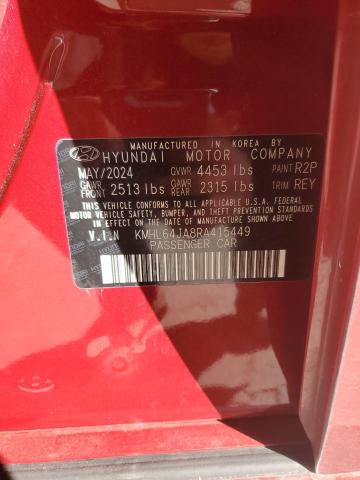 MANUFACTURED IN KOREA BY
HYUNDAI MOTOR COMPANY
MAY/2024 GVWR 4453 lbs PAINT R2P
GAWR FRONT 2513 lbs GAWR REAR 2315 lbs TRIM REY
THIS VEHICLE CONFORMS TO ALL APPLICABLE U.S.A. FEDERAL
MOTOR VEHICLE SAFETY, BUMPER, AND THEFT PREVENTION STANDARDS
IN EFFECT ON THE DATE OF MANUFACTURE SHOWN ABOVE.
V.I.N KMHL64JA8RA415449
PASSENGER CAR